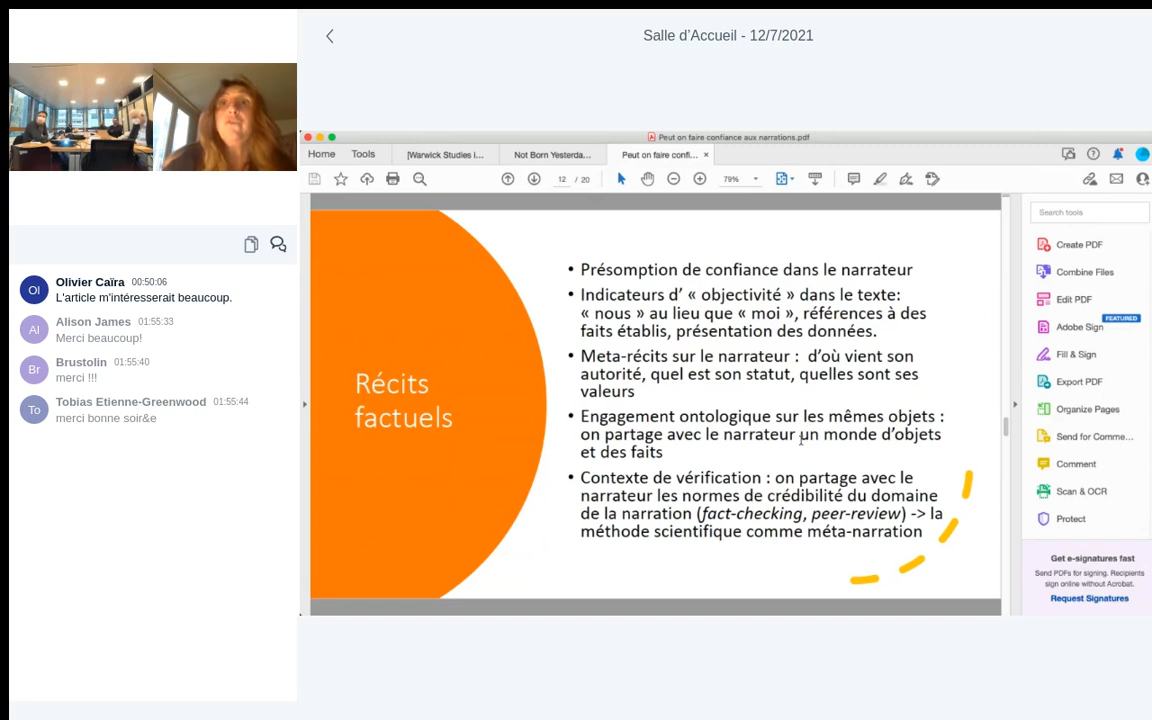 Salle d'Accueil - 12/7/2021
Peut on faire confiance aux narrations.pdf
Home
Tools
[Warwick Studies i...
Not Born Yesterda...
Peut on faire confi...
×
12 / 20
79%
Ol
Olivier Caïra 00:50:06
L'article m'intéresserait beaucoup.
Al
Alison James 01:55:33
Merci beaucoup!
Br
Brustolin 01:55:40
merci !!!
To
Tobias Etienne-Greenwood 01:55:44
merci bonne soir&e
Récits
factuels
• Présomption de confiance dans le narrateur
• Indicateurs d' « objectivité » dans le texte:
« nous » au lieu que « moi », références à des
faits établis, présentation des données.
• Meta-récits sur le narrateur : d'où vient son
autorité, quel est son statut, quelles sont ses
valeurs
• Engagement ontologique sur les mêmes objets :
on partage avec le narrateur un monde d'objets
et des faits
• Contexte de vérification : on partage avec le
narrateur les normes de crédibilité du domaine
de la narration (fact-checking, peer-review) -> la
méthode scientifique comme méta-narration
Search tools
Create PDF
Combine Files
Edit PDF
FEATURED
Adobe Sign
Fill & Sign
Export PDF
Organize Pages
Send for Comme...
Comment
Scan & OCR
Protect
Get e-signatures fast
Send PDFs for signing. Recipients
sign online without Acrobat.
Request Signatures